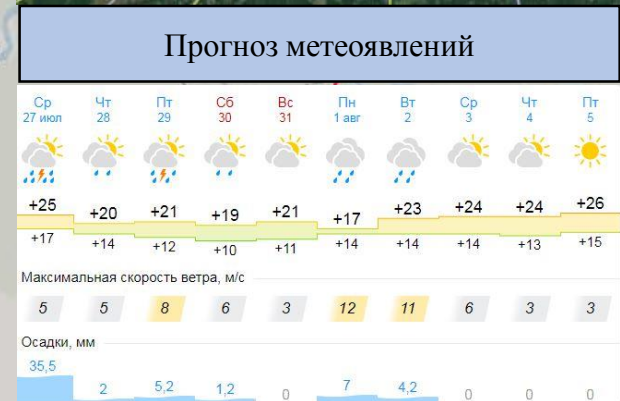 Прогноз метеоявлений
Ср Чт Пт Сб Вс Пн Вт Ср Чт Пт
27 июл 28 29 30 31 1 авг 2 3 4 5
+25 +20 +21 +19 +21 +17 +23 +24 +24 +26
+17 +14 +12 +10 +11 +14 +14 +14 +13 +15
Максимальная скорость ветра, м/с
5 5 8 6 3 12 11 6 3 3
Осадки, мм
35,5 2 5,2 1,2 0 7 4,2 0 0 0